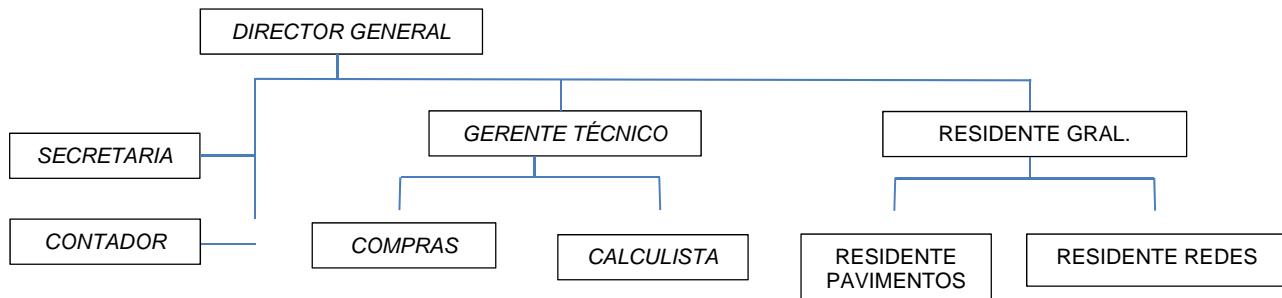 DIRECTOR GENERAL
GERENTE TÉCNICO
RESIDENTE GRAL.
SECRETARIA
CONTADOR
COMPRAS
CALCULISTA
RESIDENTE
PAVIMENTOS
RESIDENTE REDES